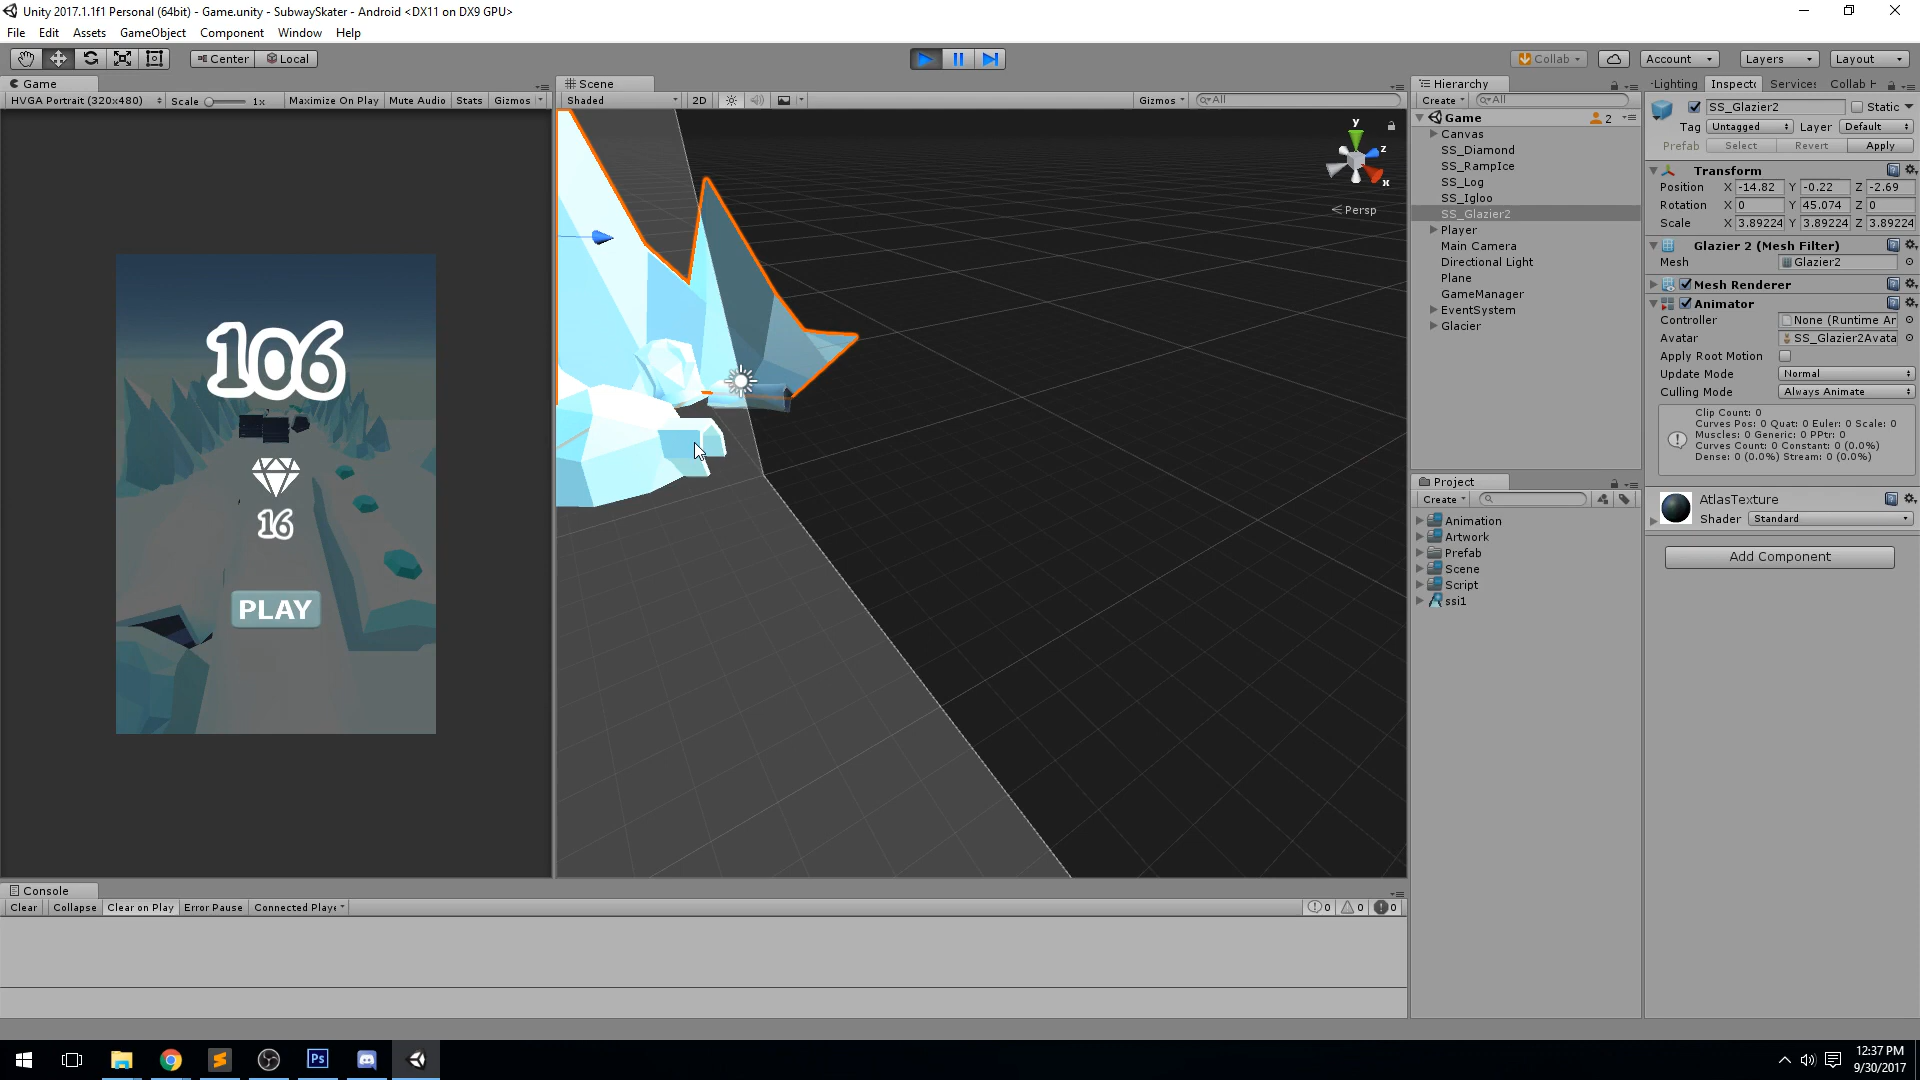 Unity 2017.1.1f1 Personal (64bit) - Game.unity - SubwaySkater - Android <DX11 on DX9 GPU>
File Edit Assets GameObject Component Window Help
Center Local
Collab Account Layers Layout
Game
HVGA Portrait (320x480) Scale 1x Maximize On Play Mute Audio Stats Gizmos
106
16
PLAY
Scene
Shaded 2D Gizmos All
y
z
x
Persp
Hierarchy
Create All
Game 2
Canvas
SS_Diamond
SS_RampIce
SS_Log
SS_Igloo
SS_Glazier2
Player
Main Camera
Directional Light
Plane
GameManager
EventSystem
Glacier
Project
Create
Animation
Artwork
Prefab
Scene
Script
ssi1
Lighting Inspect Services Collab H
SS_Glazier2 Static
Tag Untagged Layer Default
Prefab Select Revert Apply
Transform
Position X -14.82 Y -0.22 Z -2.69
Rotation X 0 Y 45.074 Z 0
Scale X 3.89224 Y 3.89224 Z 3.89224
Glazier 2 (Mesh Filter)
Mesh Glazier2
Mesh Renderer
Animator
Controller None (Runtime Ar
Avatar SS_Glazier2Avata
Apply Root Motion
Update Mode Normal
Culling Mode Always Animate
Clip Count: 0
Curves Pos: 0 Quat: 0 Euler: 0 Scale: 0
Muscles: 0 Generic: 0 PPtr: 0
Curves Count: 0 Constant: 0 (0.0%)
Dense: 0 (0.0%) Stream: 0 (0.0%)
AtlasTexture
Shader Standard
Add Component
Console
Clear Collapse Clear on Play Error Pause Connected Playe
0 0 0
Ps
12:37 PM
9/30/2017